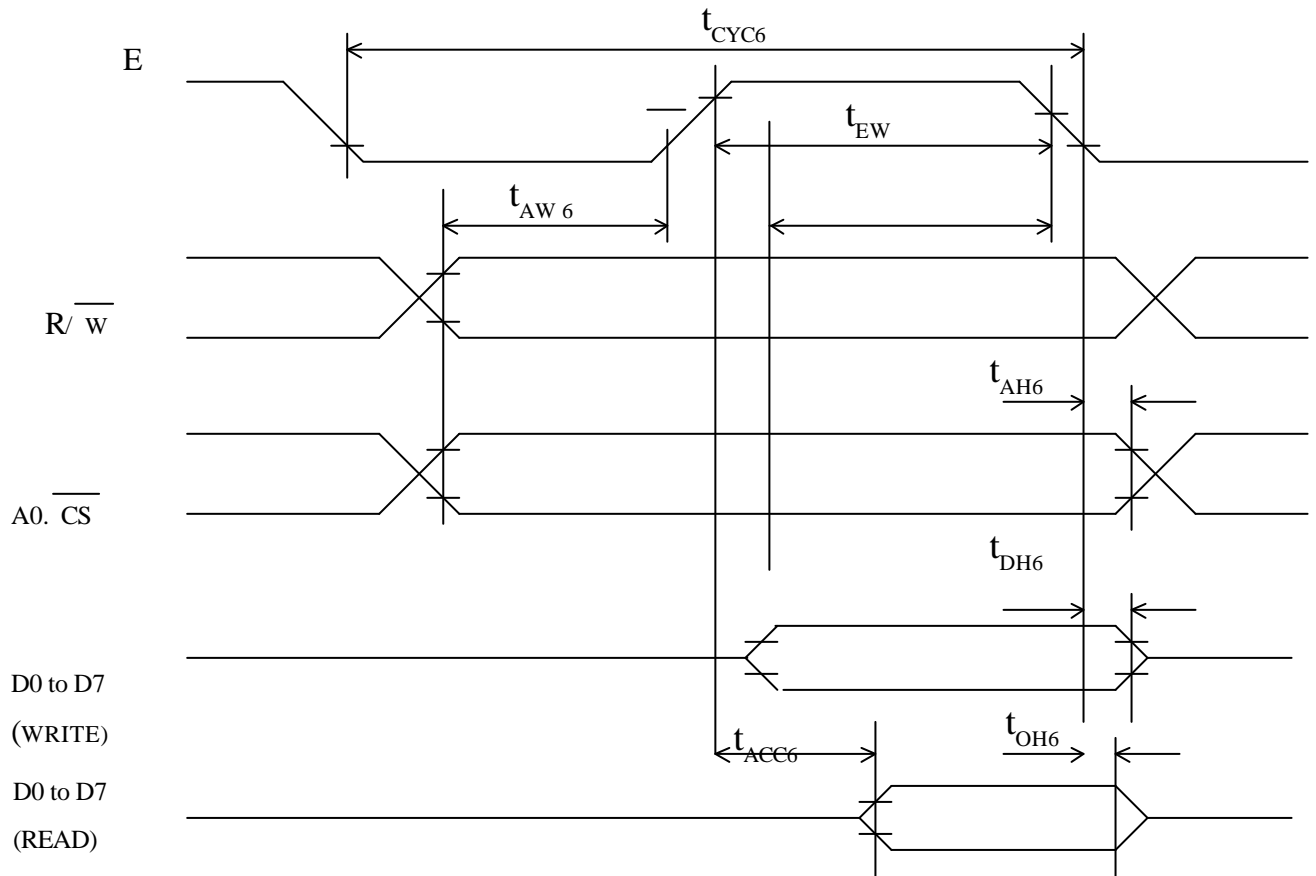 tCYC6
E
tEW
tAW 6
R/ W
tAH6
A0. CS
tDH6
D0 to D7
(WRITE)
tACC6
tOH6
D0 to D7
(READ)